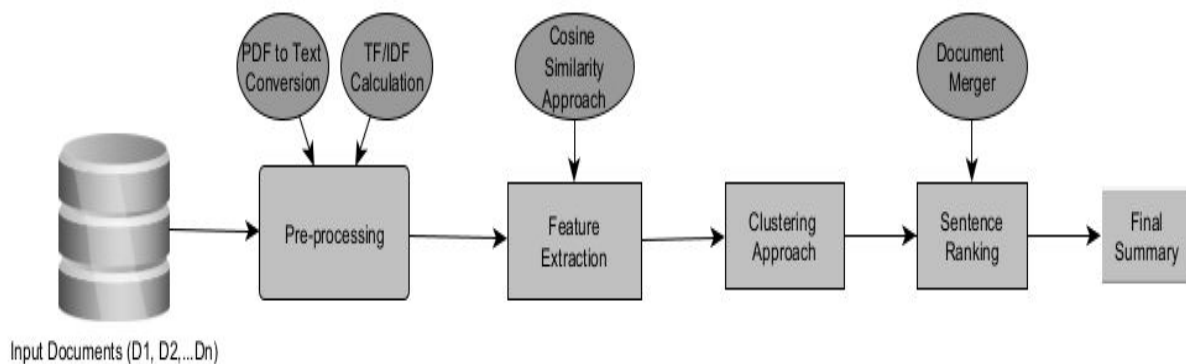 PDF to Text
Conversion
TF/IDF
Calculation
Cosine
Similarity
Approach
Document
Merger
Pre-processing
Feature
Extraction
Clustering
Approach
Sentence
Ranking
Final
Summary
Input Documents (D1, D2,...Dn)